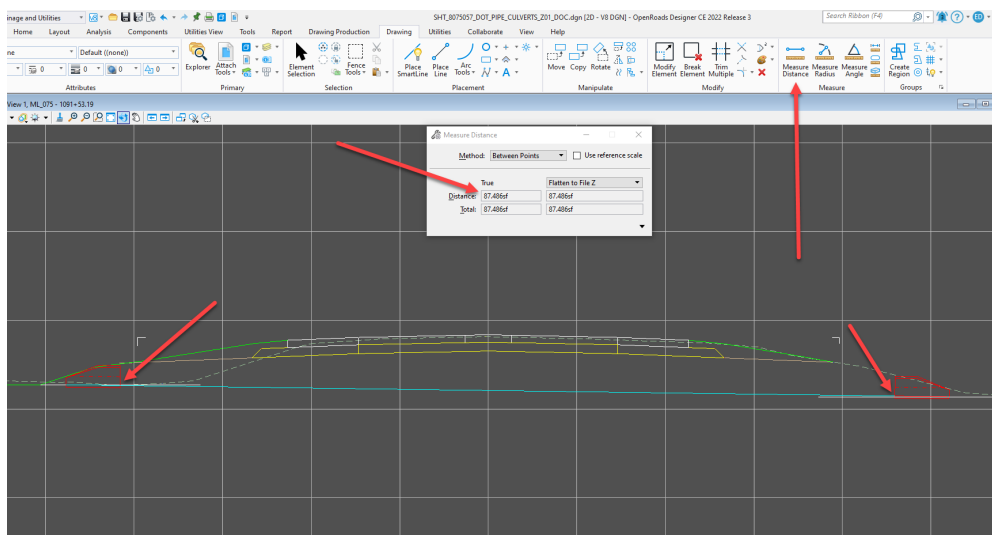 inage and Utilities
SHT_8075057_DOT_PIPE_CULVERTS_Z01_DOC.dgn [2D - V8 DGN] - OpenRoads Designer CE 2022 Release 3
Search Ribbon (F4)
Home Layout Analysis Components Utilities View Tools Report Drawing Production Drawing Utilities Collaborate View Help
ne
Default ((none))
0 0 0 0
Explorer
Attach Tools
Element Selection
Fence Tools
Place SmartLine
Place Line
Arc Tools
Move Copy Rotate
Modify Element
Break Element
Trim Multiple
Measure Distance
Measure Radius
Measure Angle
Create Region
Attributes Primary Selection Placement Manipulate Modify Measure Groups
View 1, ML_075 - 1091+53.19
Measure Distance
Method: Between Points Use reference scale
True Flatten to File Z
Distance: 87.486sf 87.486sf
Total: 87.486sf 87.486sf